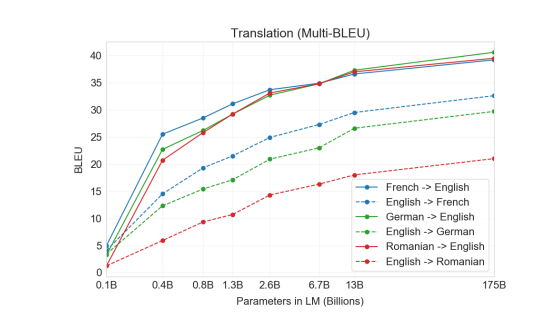 Translation (Multi-BLEU)
40
35
30
25
20
15
10
5
0
BLEU
French -> English
English -> French
German -> English
English -> German
Romanian -> English
English -> Romanian
0.1B 0.4B 0.8B 1.3B 2.6B 6.7B 13B 175B
Parameters in LM (Billions)